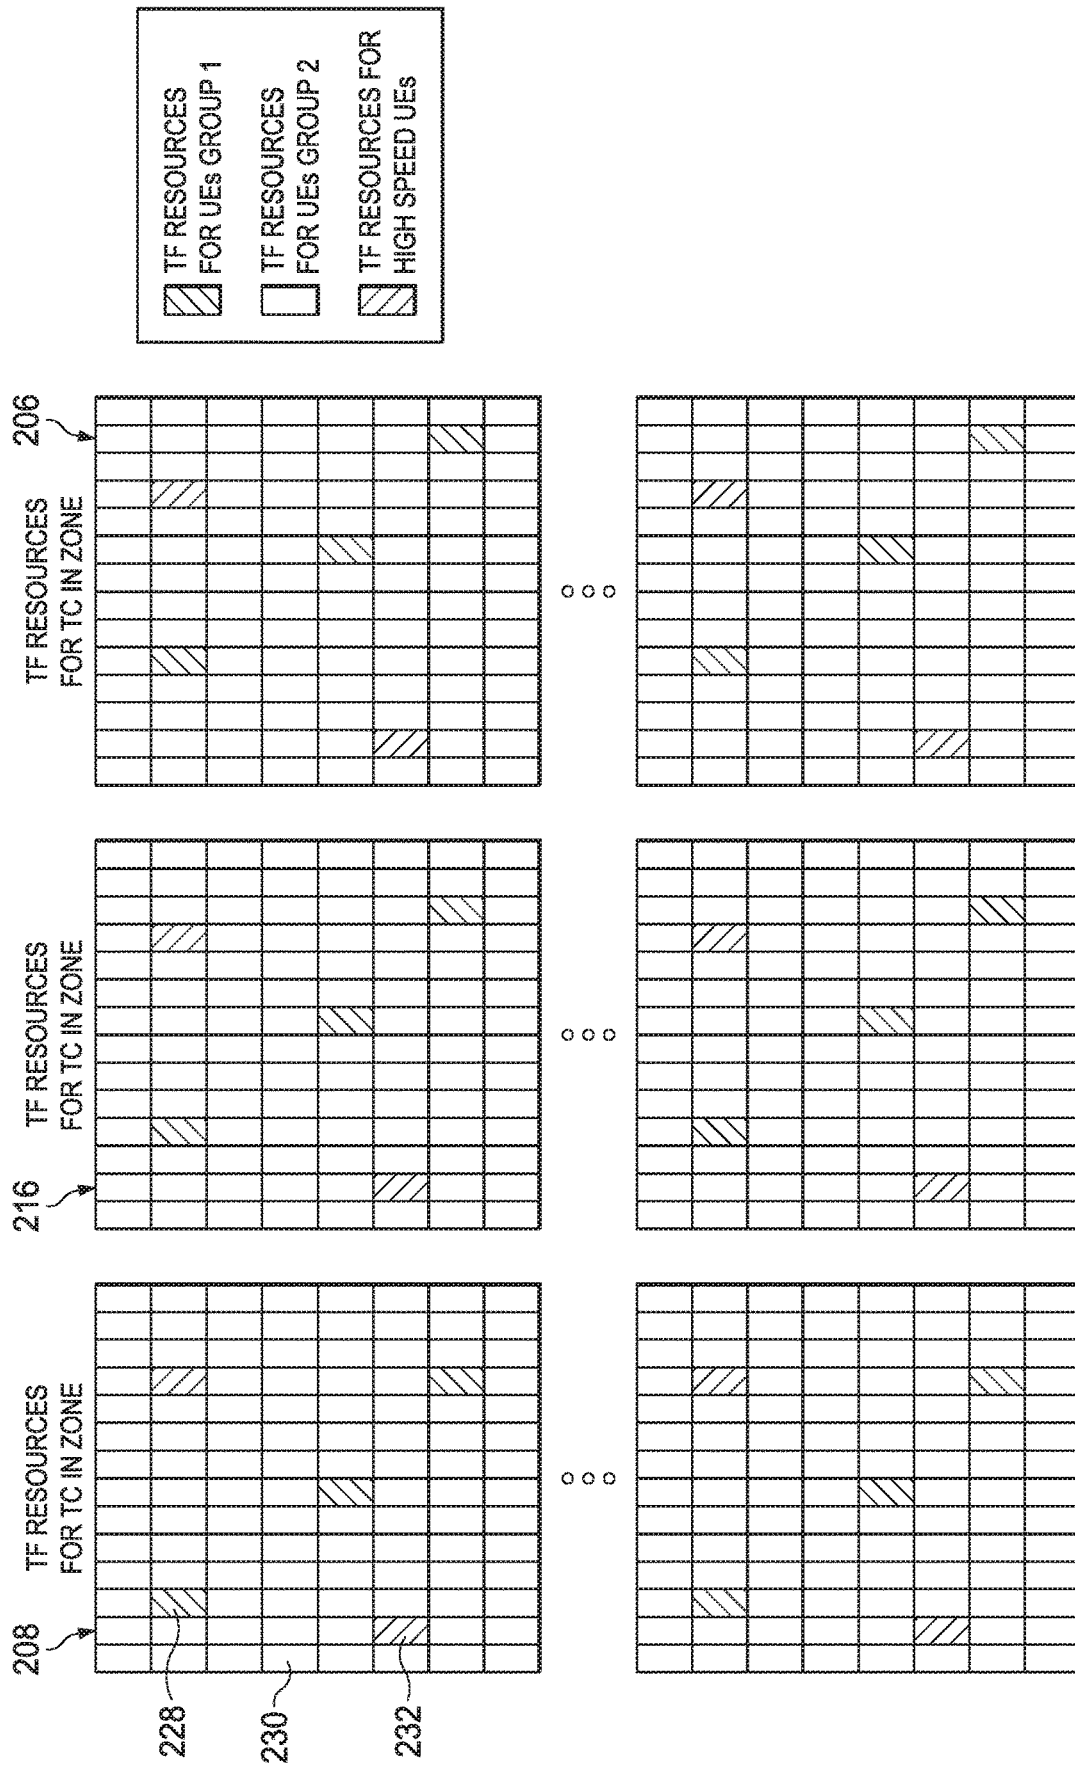 208
TF RESOURCES
FOR TC IN ZONE
216
TF RESOURCES
FOR TC IN ZONE
206
TF RESOURCES
FOR TC IN ZONE
228
230
232
TF RESOURCES
FOR UEs GROUP 1
TF RESOURCES
FOR UEs GROUP 2
TF RESOURCES FOR
HIGH SPEED UEs